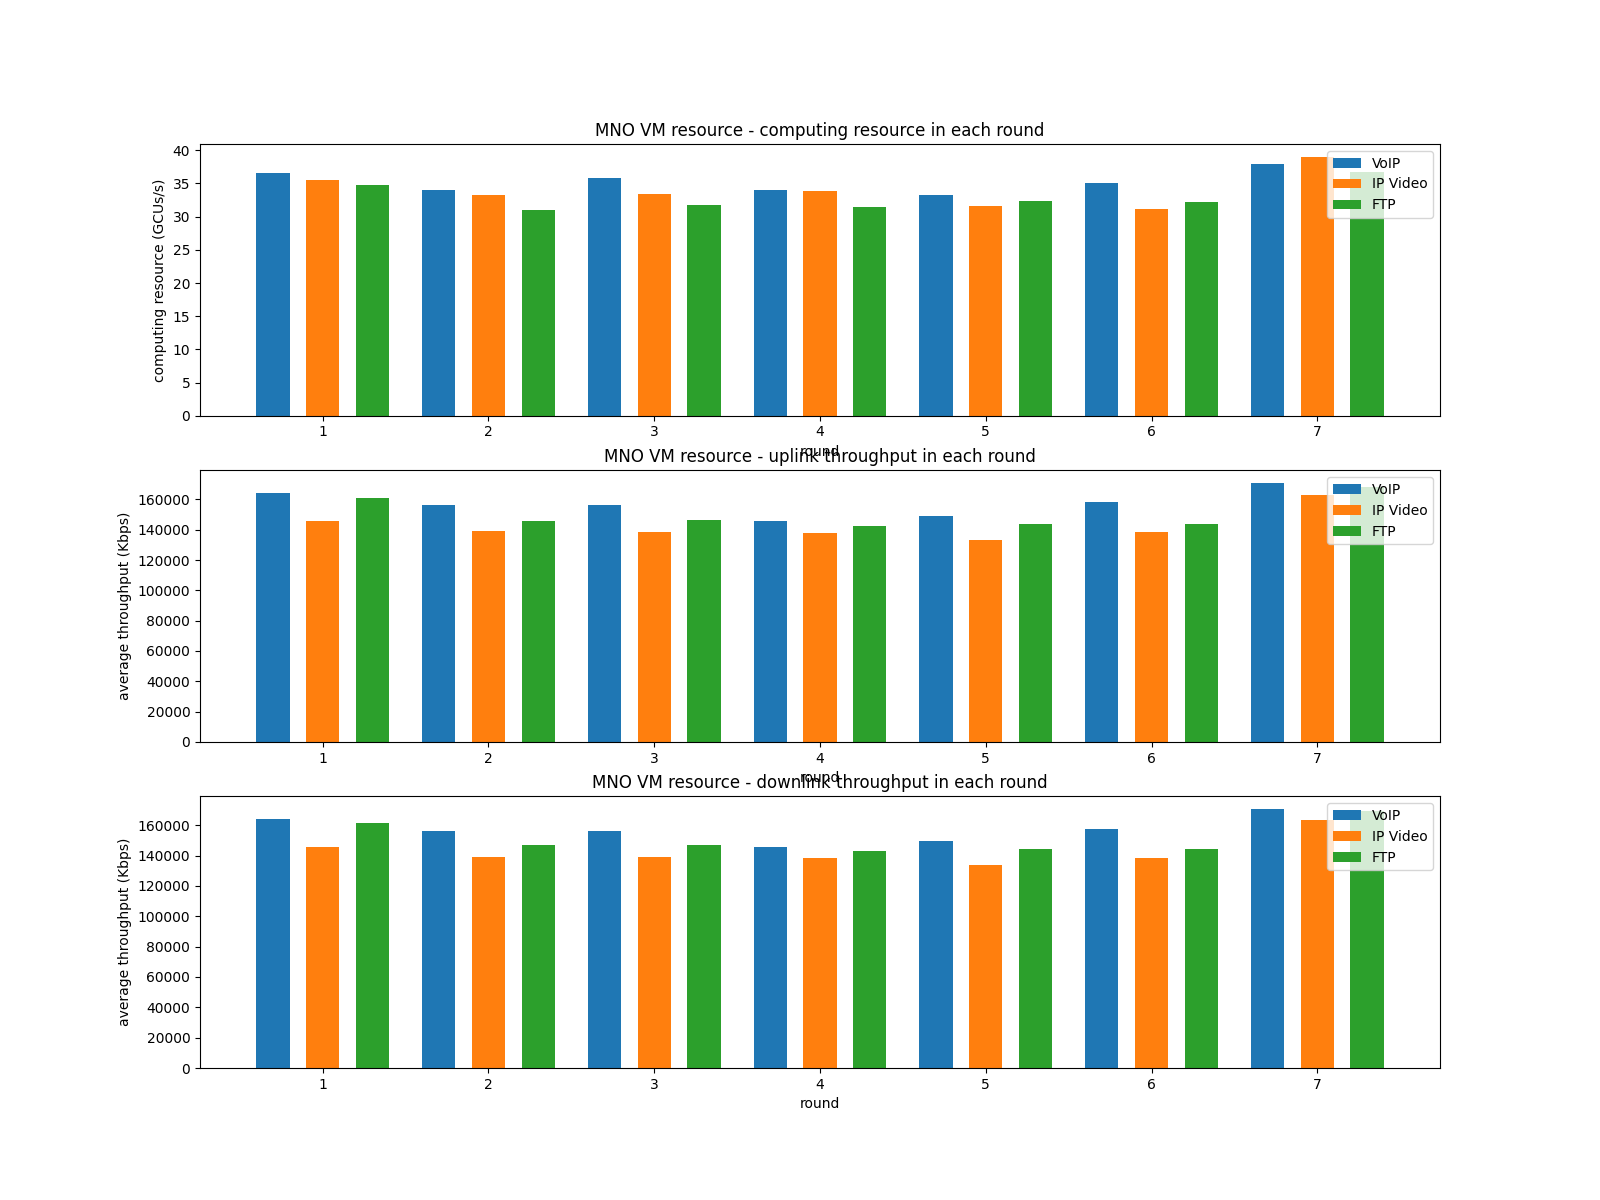 MNO VM resource - computing resource in each round
computing resource (GCUs/s)
40
35
30
25
20
15
10
5
0
VoIP
IP Video
FTP
1 2 3 4 5 6 7
round
MNO VM resource - uplink throughput in each round
average throughput (Kbps)
160000
140000
120000
100000
80000
60000
40000
20000
0
VoIP
IP Video
FTP
1 2 3 4 5 6 7
round
MNO VM resource - downlink throughput in each round
average throughput (Kbps)
160000
140000
120000
100000
80000
60000
40000
20000
0
VoIP
IP Video
FTP
1 2 3 4 5 6 7
round